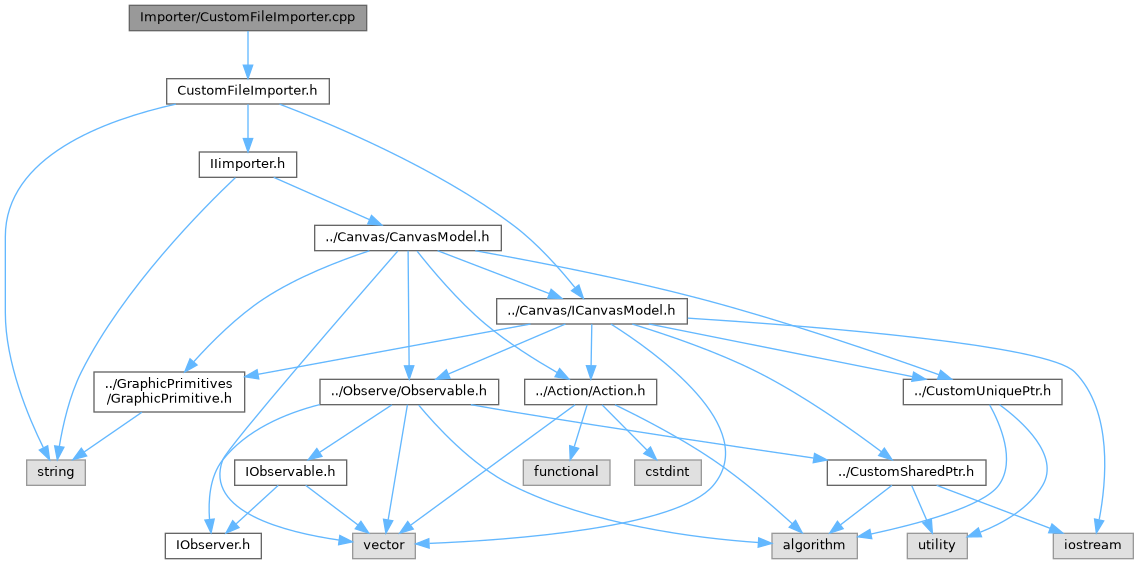 Importer/CustomFileImporter.cpp
CustomFileImporter.h
IIimporter.h
../Canvas/CanvasModel.h
../Canvas/ICanvasModel.h
../GraphicPrimitives
/GraphicPrimitive.h
../Observe/Observable.h
../Action/Action.h
../CustomUniquePtr.h
string
IObservable.h
functional
cstdint
../CustomSharedPtr.h
IObserver.h
vector
algorithm
utility
iostream